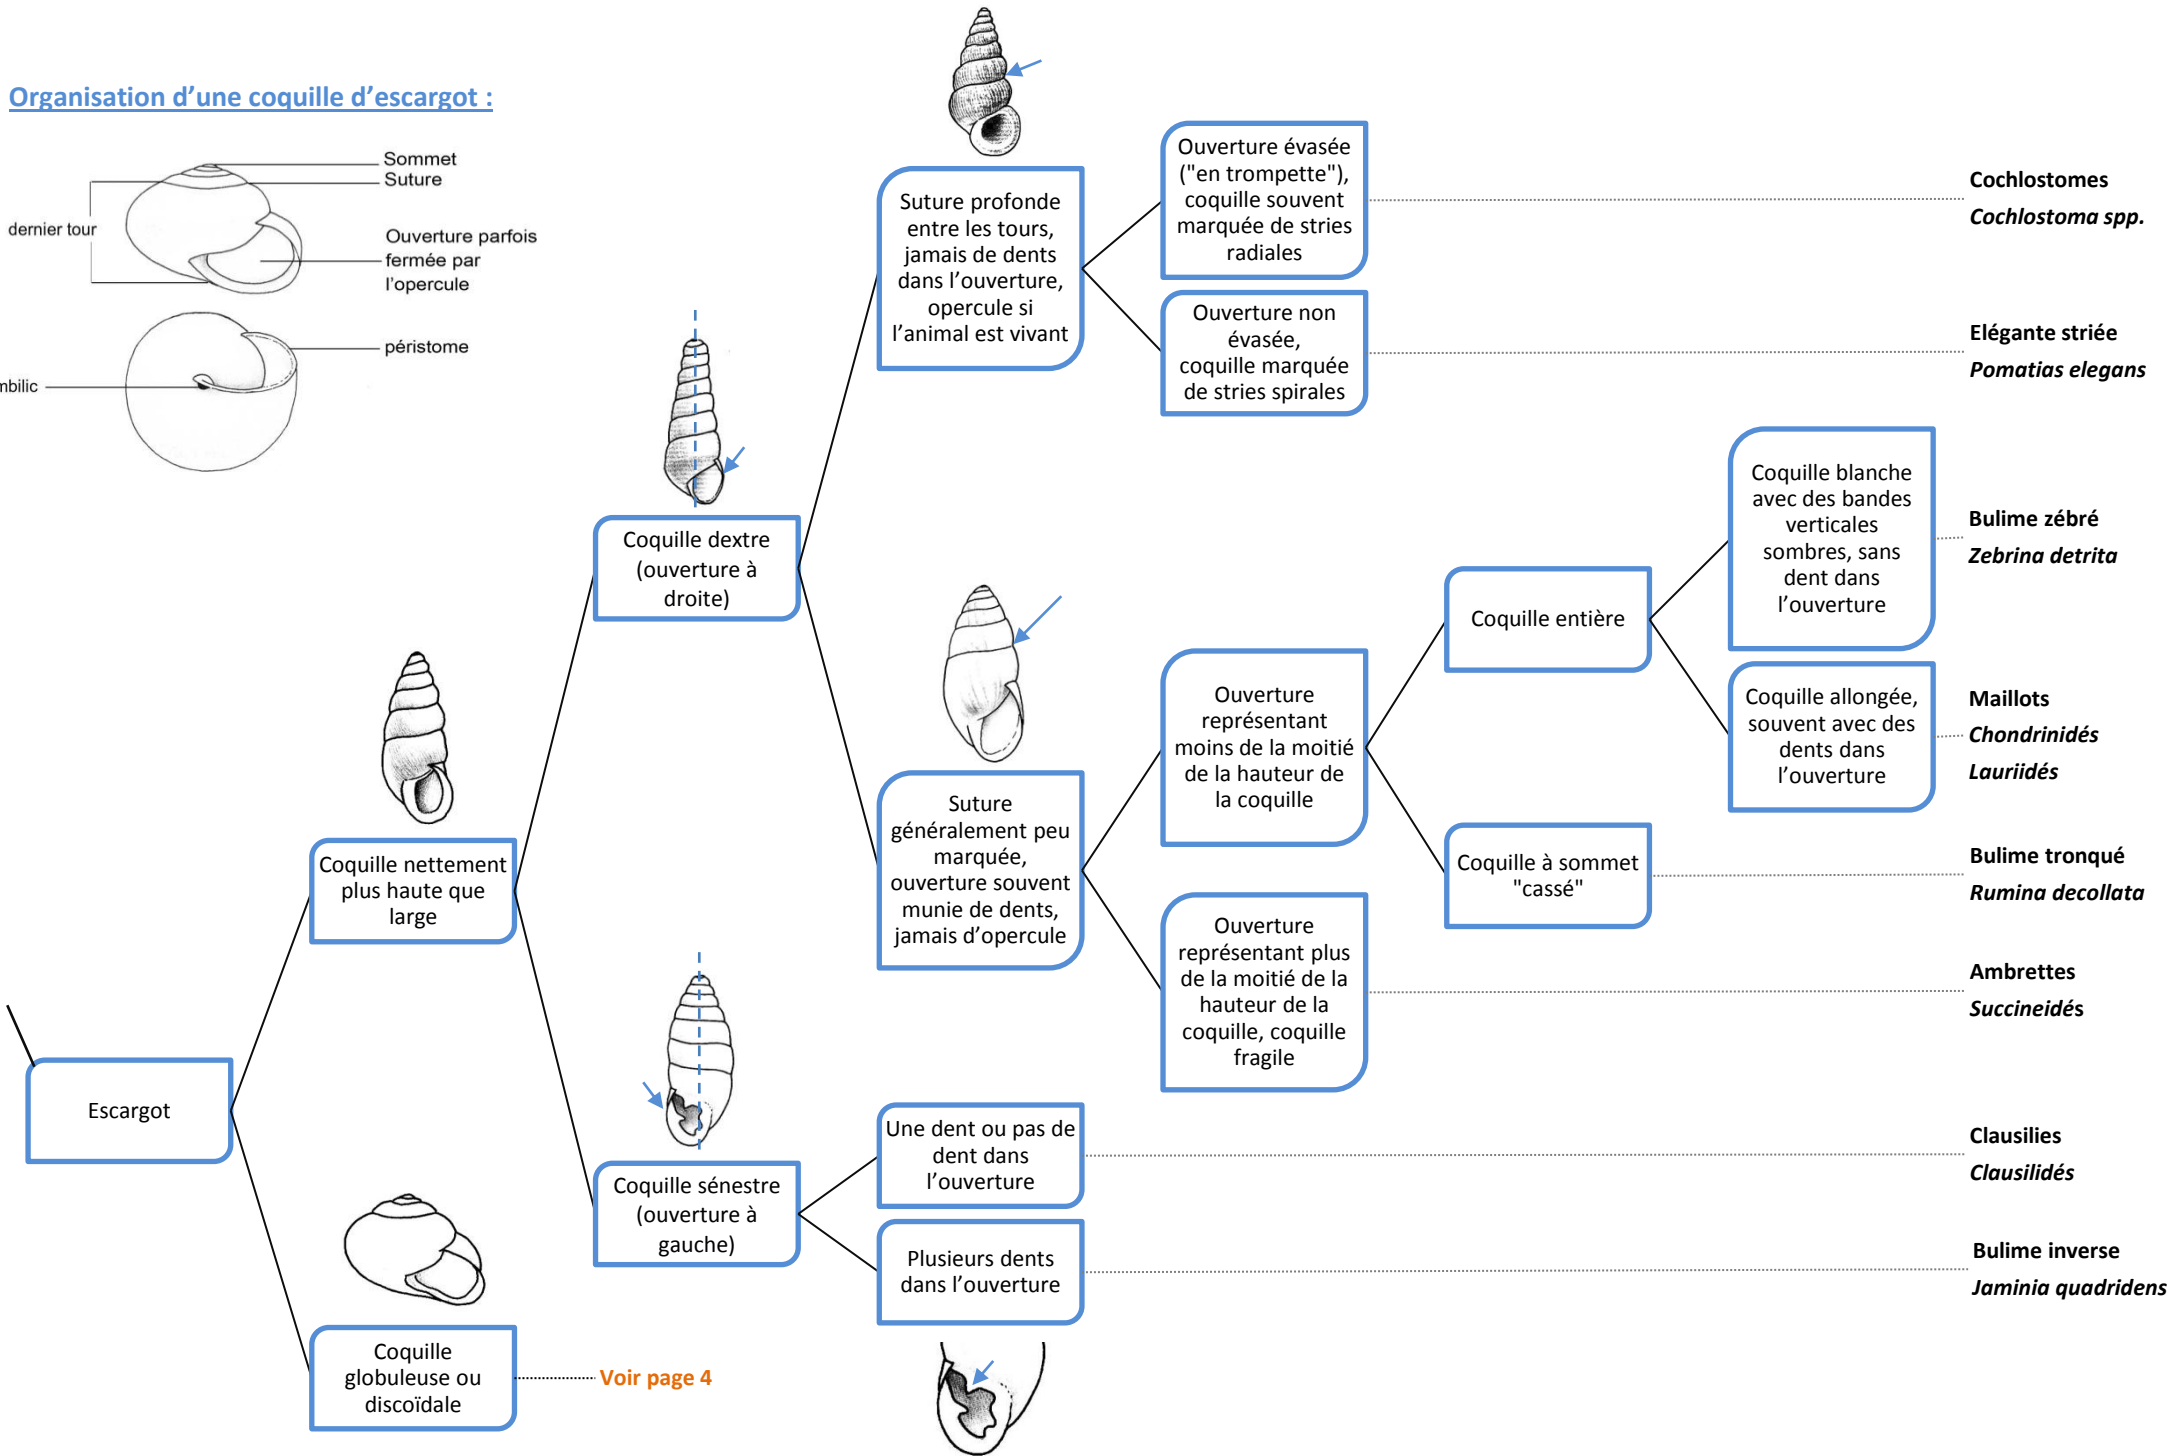 Organisation d'une coquille d'escargot :
Sommet
Suture
dernier tour
Ouverture parfois
fermée par
l'opercule
péristome
mbilic
Escargot
Coquille nettement
plus haute que
large
Coquille
globuleuse ou
discoïdale
Voir page 4
Coquille dextre
(ouverture à
droite)
Coquille sénestre
(ouverture à
gauche)
Suture profonde
entre les tours,
jamais de dents
dans l'ouverture,
opercule si
l'animal est vivant
Suture
généralement peu
marquée,
ouverture souvent
munie de dents,
jamais d'opercule
Une dent ou pas de
dent dans
l'ouverture
Plusieurs dents
dans l'ouverture
Ouverture évasée
("en trompette"),
coquille souvent
marquée de stries
radiales
Ouverture non
évasée,
coquille marquée
de stries spirales
Ouverture
représentant
moins de la moitié
de la hauteur de
la coquille
Ouverture
représentant plus
de la moitié de la
hauteur de la
coquille, coquille
fragile
Coquille entière
Coquille à sommet
"cassé"
Coquille blanche
avec des bandes
verticales
sombres, sans
dent dans
l'ouverture
Coquille allongée,
souvent avec des
dents dans
l'ouverture
Cochlostomes
Cochlostoma spp.
Elégante striée
Pomatias elegans
Bulime zébré
Zebrina detrita
Maillots
Chondrinidés
Lauriidés
Bulime tronqué
Rumina decollata
Ambrettes
Succineidés
Clausilies
Clausilidés
Bulime inverse
Jaminia quadridens